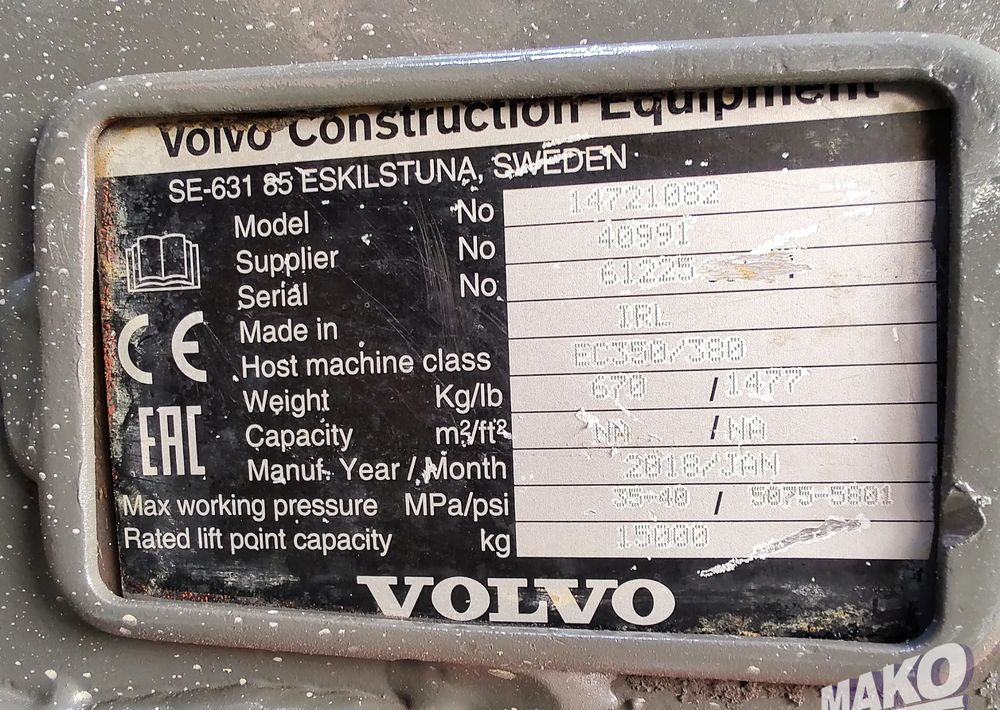 Volvo Construction Equipment
SE-631 85 ESKILSTUNA, SWEDEN
Model No 14721082
Supplier No 40991
Serial No 61225
Made in IRL
Host machine class EC350/380
Weight Kg/lb 670 / 1477
Capacity m²/ft² NA / NA
Manuf. Year / Month 2018/JAN
Max working pressure MPa/psi 35-40 / 5075-5801
Rated lift point capacity kg 15000
CE
EAC
VOLVO
MAKO